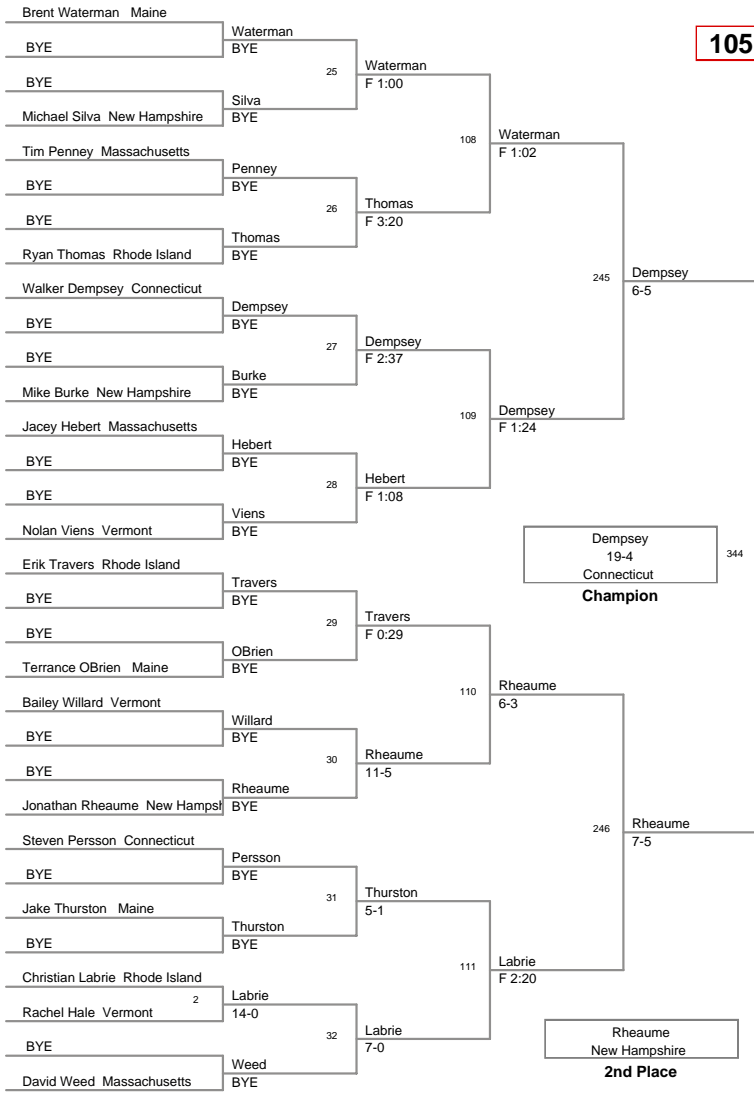 Brent Waterman Maine
BYE
BYE
Michael Silva New Hampshire
Tim Penney Massachusetts
BYE
BYE
Ryan Thomas Rhode Island
Walker Dempsey Connecticut
BYE
BYE
Mike Burke New Hampshire
Jacey Hebert Massachusetts
BYE
BYE
Nolan Viens Vermont
Erik Travers Rhode Island
BYE
BYE
Terrance OBrien Maine
Bailey Willard Vermont
BYE
BYE
Jonathan Rheaume New Hampsh
Steven Persson Connecticut
BYE
Jake Thurston Maine
BYE
Christian Labrie Rhode Island
2
Rachel Hale Vermont
BYE
David Weed Massachusetts
Waterman
BYE
25
Silva
BYE
Penney
BYE
26
Thomas
BYE
Dempsey
BYE
27
Burke
BYE
Hebert
BYE
28
Viens
BYE
Travers
BYE
29
OBrien
BYE
Willard
BYE
30
Rheaume
BYE
Persson
BYE
31
Thurston
BYE
Labrie
14-0
32
Weed
BYE
Waterman
F 1:00
108
Thomas
F 3:20
Dempsey
F 2:37
109
Hebert
F 1:08
Travers
F 0:29
110
Rheaume
11-5
Thurston
5-1
111
Labrie
7-0
Waterman
F 1:02
245
Dempsey
F 1:24
Rheaume
6-3
246
Labrie
F 2:20
105
Dempsey
6-5
Dempsey
19-4
Connecticut
344
Champion
Rheaume
7-5
Rheaume
New Hampshire
2nd Place